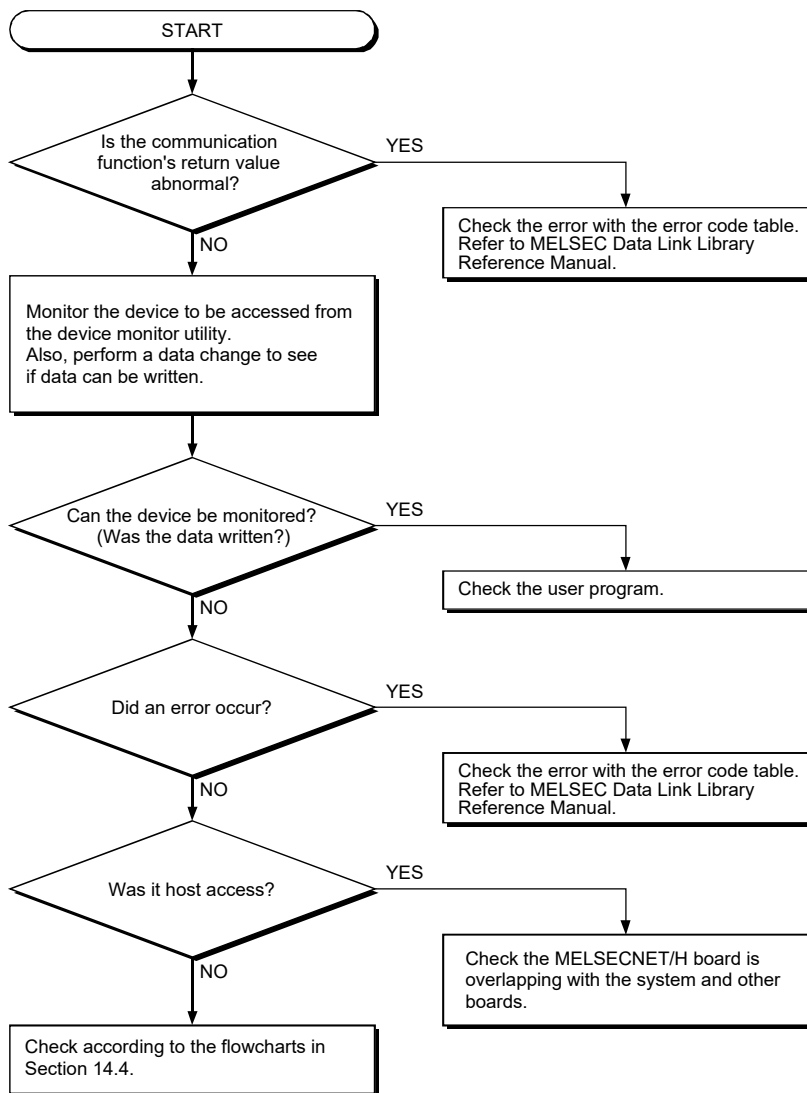 START
Is the communication
function's return value
abnormal?
YES
Check the error with the error code table.
Refer to MELSEC Data Link Library
Reference Manual.
NO
Monitor the device to be accessed from
the device monitor utility.
Also, perform a data change to see
if data can be written.
Can the device be monitored?
(Was the data written?)
YES
Check the user program.
NO
Did an error occur?
YES
Check the error with the error code table.
Refer to MELSEC Data Link Library
Reference Manual.
NO
Was it host access?
YES
Check the MELSECNET/H board is
overlapping with the system and other
boards.
NO
Check according to the flowcharts in
Section 14.4.